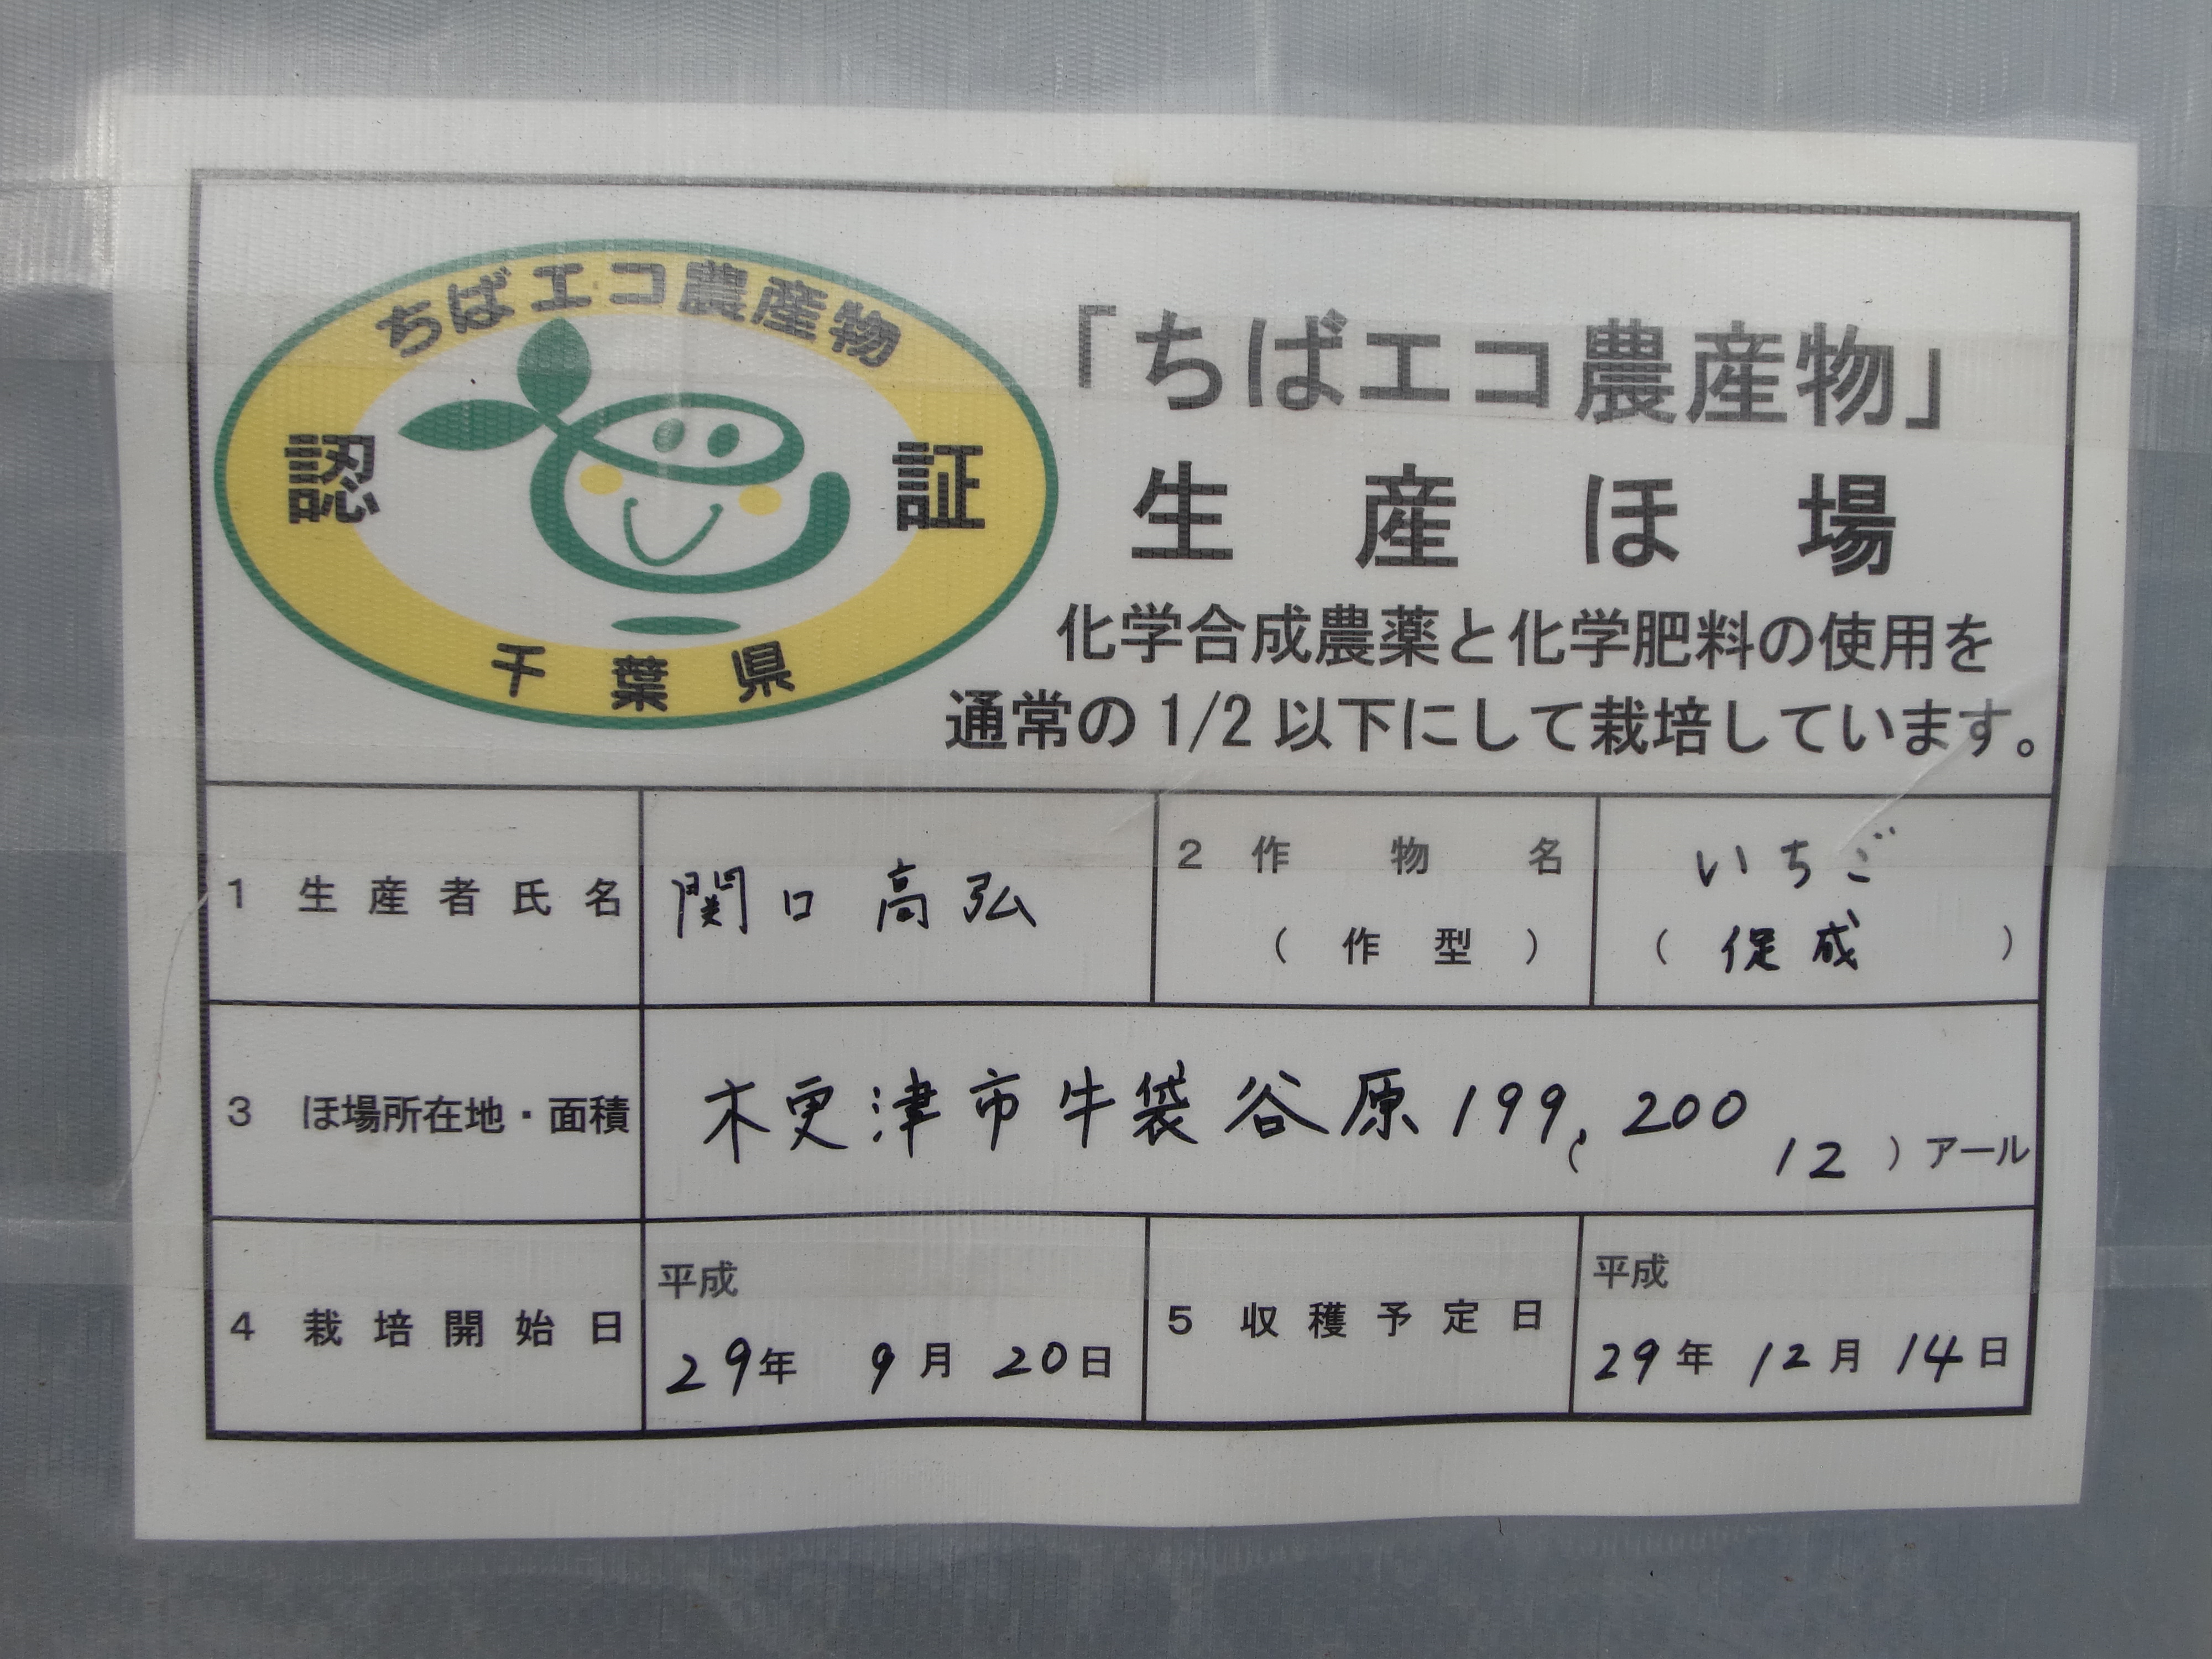 ちばエコ農産物
認 証
千葉県
「ちばエコ農産物」
生産ほ場
化学合成農薬と化学肥料の使用を
通常の1/2以下にして栽培しています。
1 生産者氏名 関口高弘
2 作物名 いちご
（作型） （促成）
3 ほ場所在地・面積 木更津市牛袋谷原199,200
（12）アール
4 栽培開始日 平成
29年 9月 20日
5 収穫予定日 平成
29年 12月 14日